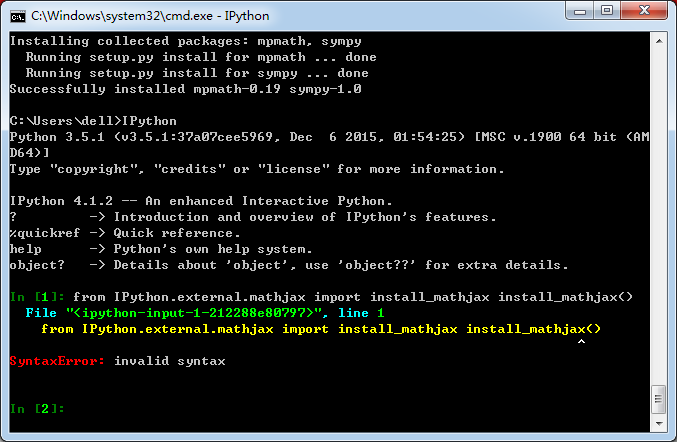 C:\Windows\system32\cmd.exe - IPython
Installing collected packages: mpmath, sympy
  Running setup.py install for mpmath ... done
  Running setup.py install for sympy ... done
Successfully installed mpmath-0.19 sympy-1.0
C:\Users\dell>IPython
Python 3.5.1 (v3.5.1:37a07cee5969, Dec  6 2015, 01:54:25) [MSC v.1900 64 bit (AM
D64)]
Type "copyright", "credits" or "license" for more information.
IPython 4.1.2 -- An enhanced Interactive Python.
?         -> Introduction and overview of IPython's features.
%quickref -> Quick reference.
help      -> Python's own help system.
object?   -> Details about 'object', use 'object??' for extra details.
In [1]: from IPython.external.mathjax import install_mathjax install_mathjax()
  File "<ipython-input-1-212288e80797>", line 1
    from IPython.external.mathjax import install_mathjax install_mathjax()
                                                                       ^
SyntaxError: invalid syntax
In [2]: